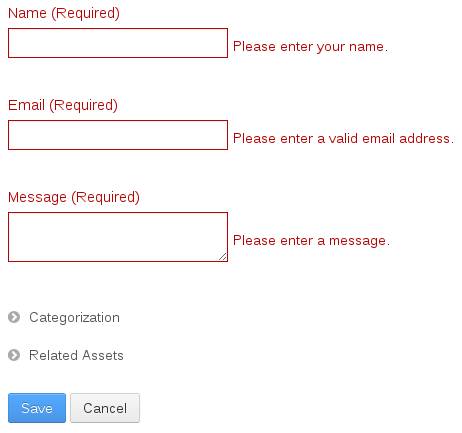 Name (Required)
Please enter your name.
Email (Required)
Please enter a valid email address.
Message (Required)
Please enter a message.
Categorization
Related Assets
Save Cancel